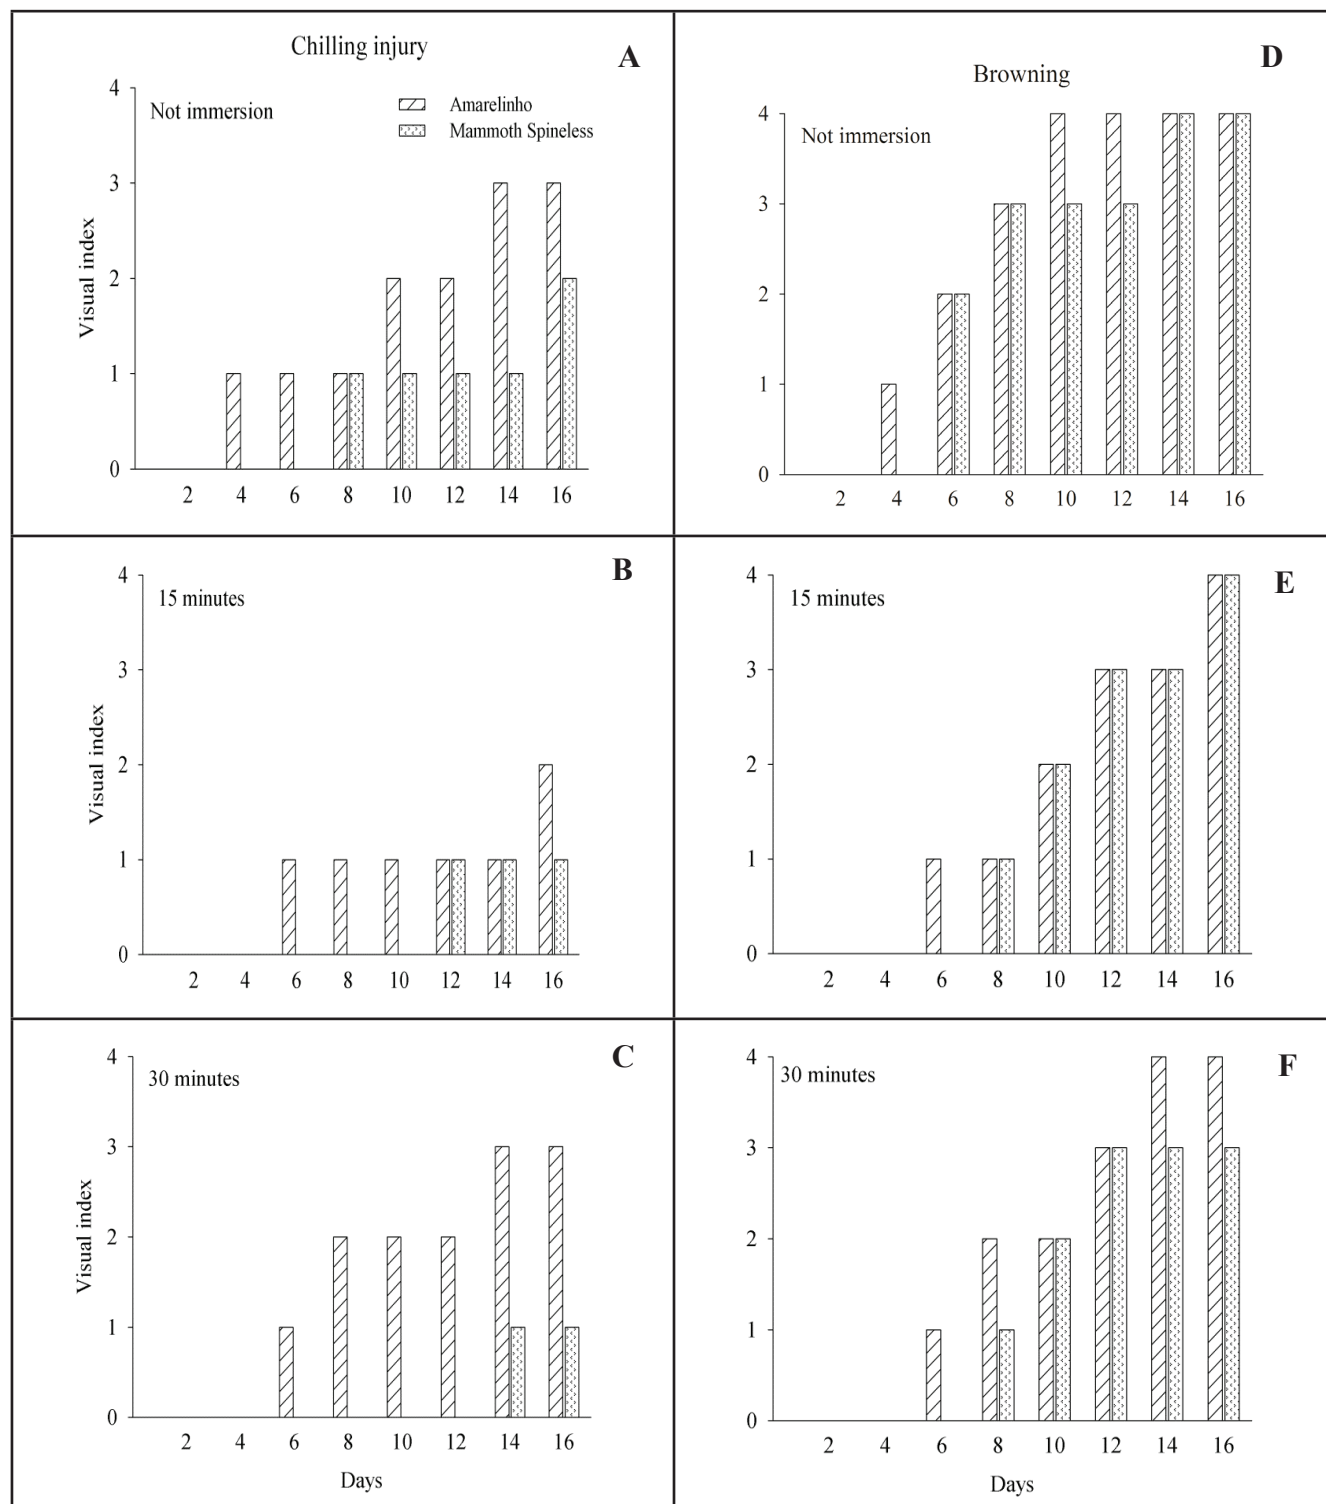 Chilling injury
A
4
3
2
1
0
Visual index
Not immersion
Amarelinho
Mammoth Spineless
2 4 6 8 10 12 14 16
Browning
D
4
3
2
1
0
Not immersion
2 4 6 8 10 12 14 16
B
4
3
2
1
0
Visual index
15 minutes
2 4 6 8 10 12 14 16
E
4
3
2
1
0
15 minutes
2 4 6 8 10 12 14 16
C
4
3
2
1
0
Visual index
30 minutes
2 4 6 8 10 12 14 16
Days
F
4
3
2
1
0
30 minutes
2 4 6 8 10 12 14 16
Days